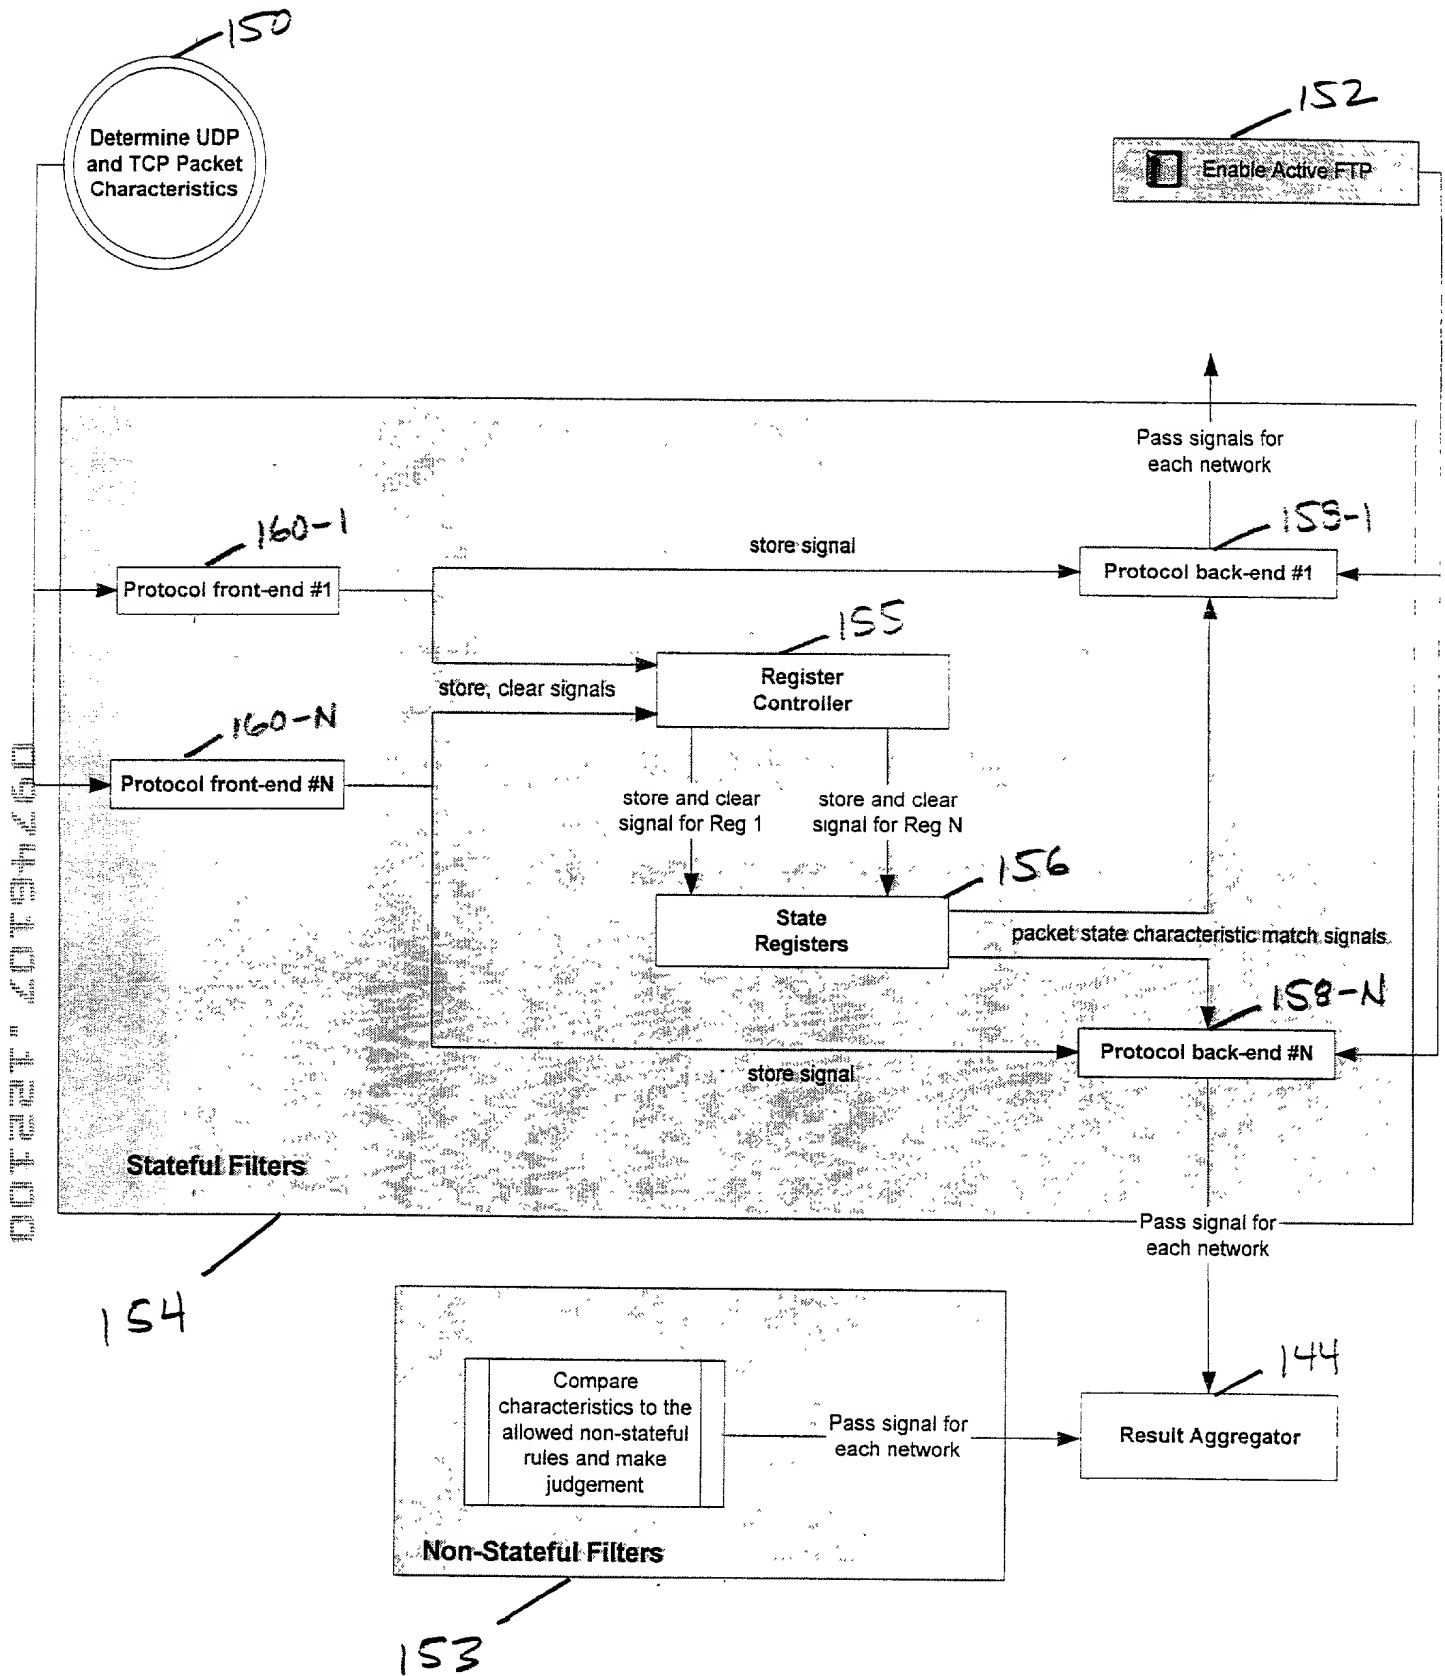 150
Determine UDP
and TCP Packet
Characteristics
152
Enable Active FTP
Pass signals for
each network
160-1
158-1
store signal
Protocol front-end #1
Protocol back-end #1
155
Register
Controller
store, clear signals
160-N
Protocol front-end #N
store and clear
signal for Reg 1
store and clear
signal for Reg N
156
State
Registers
packet state characteristic match signals
158-N
Protocol back-end #N
store signal
Stateful Filters
154
Pass signal for
each network
144
Compare
characteristics to the
allowed non-stateful
rules and make
judgement
Pass signal for
each network
Result Aggregator
Non-Stateful Filters
153